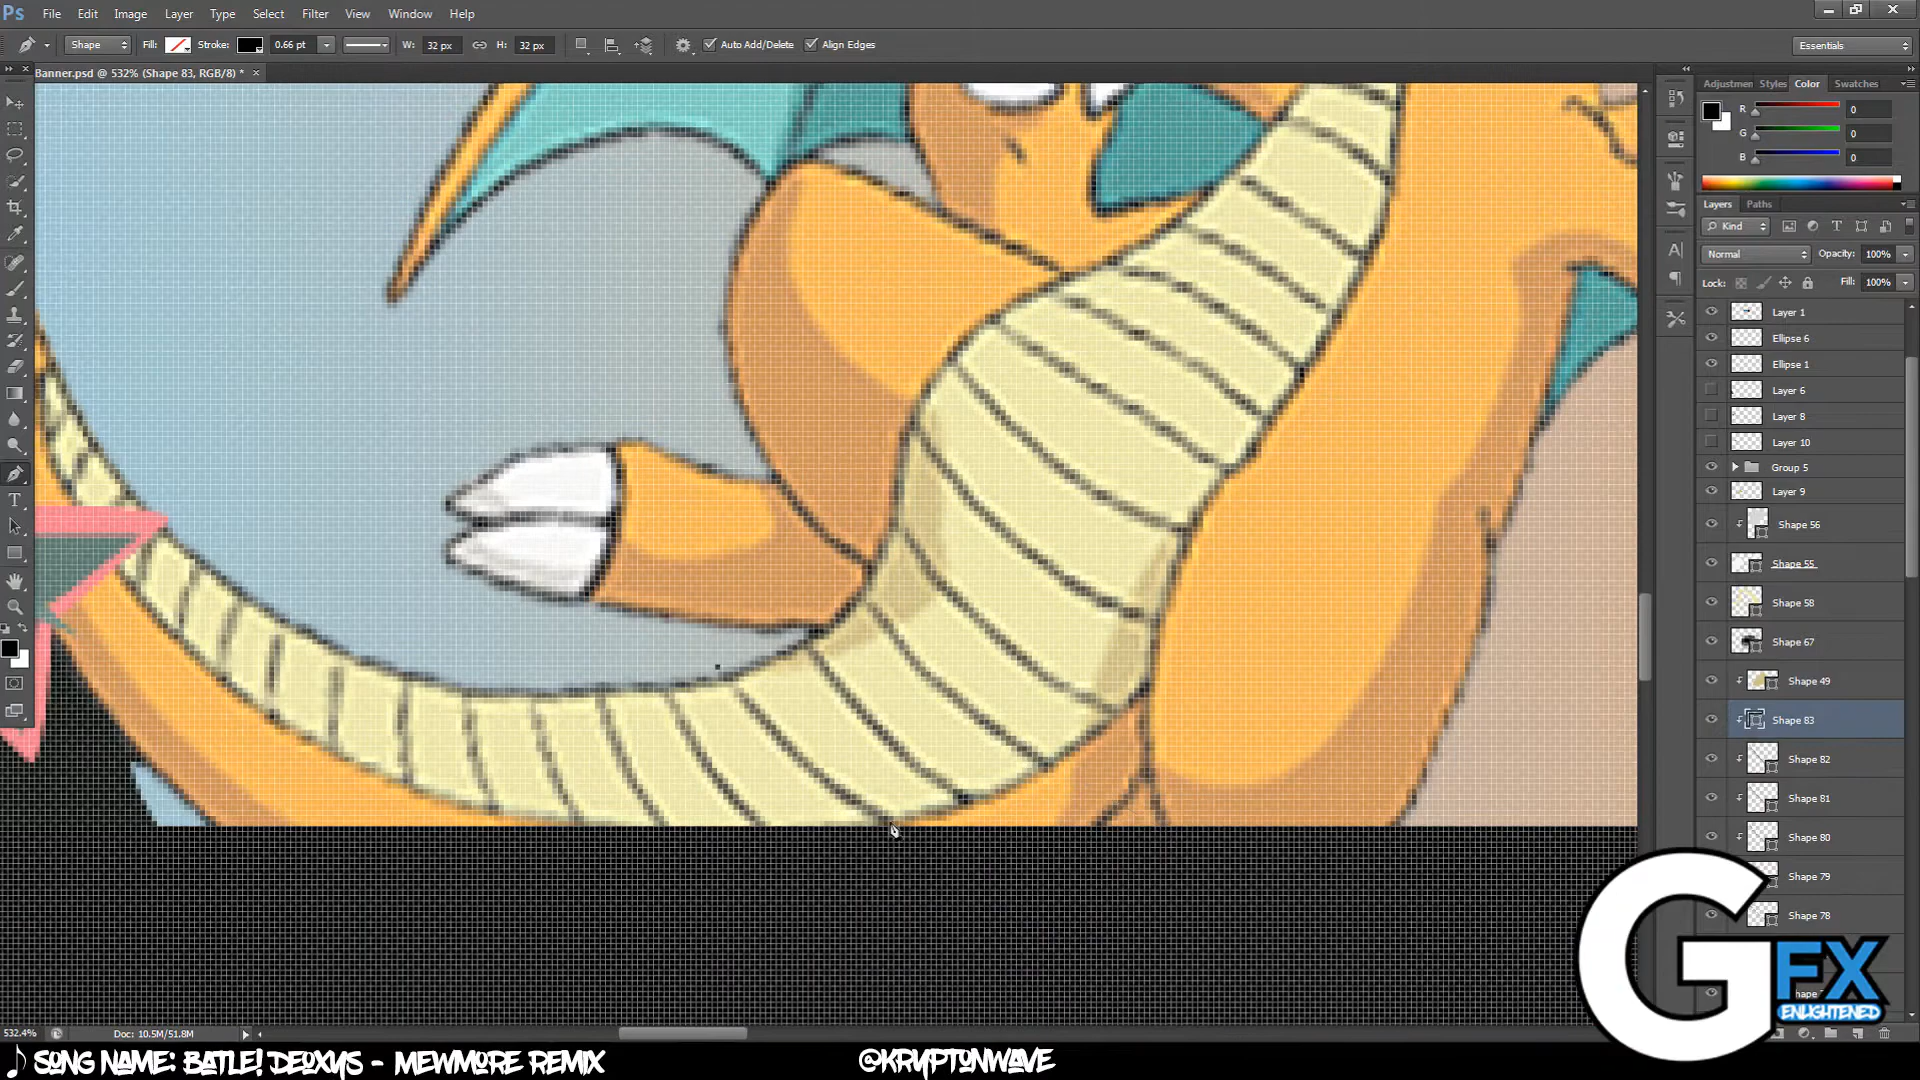 Ps File Edit Image Layer Type Select Filter View Window Help
Shape Fill: Stroke: 0.66 pt W: 32 px H: 32 px Auto Add/Delete Align Edges Essentials
Banner.psd @ 532% (Shape 83, RGB/8) * ×
Adjustmen Styles Color Swatches
R 0
G 0
B 0
Layers Paths
Kind
Normal Opacity: 100%
Lock: Fill: 100%
Layer 1
Ellipse 6
Ellipse 1
Layer 6
Layer 8
Layer 10
Group 5
Layer 9
Shape 56
Shape 55
Shape 58
Shape 67
Shape 49
Shape 83
Shape 82
Shape 81
Shape 80
Shape 79
Shape 78
GFX
ENLIGHTENED
532.4% Doc: 10.5M/51.8M
SONG NAME: BATLE! DEOXYS - MEWMORE REMIX @KRYPTONWAVE